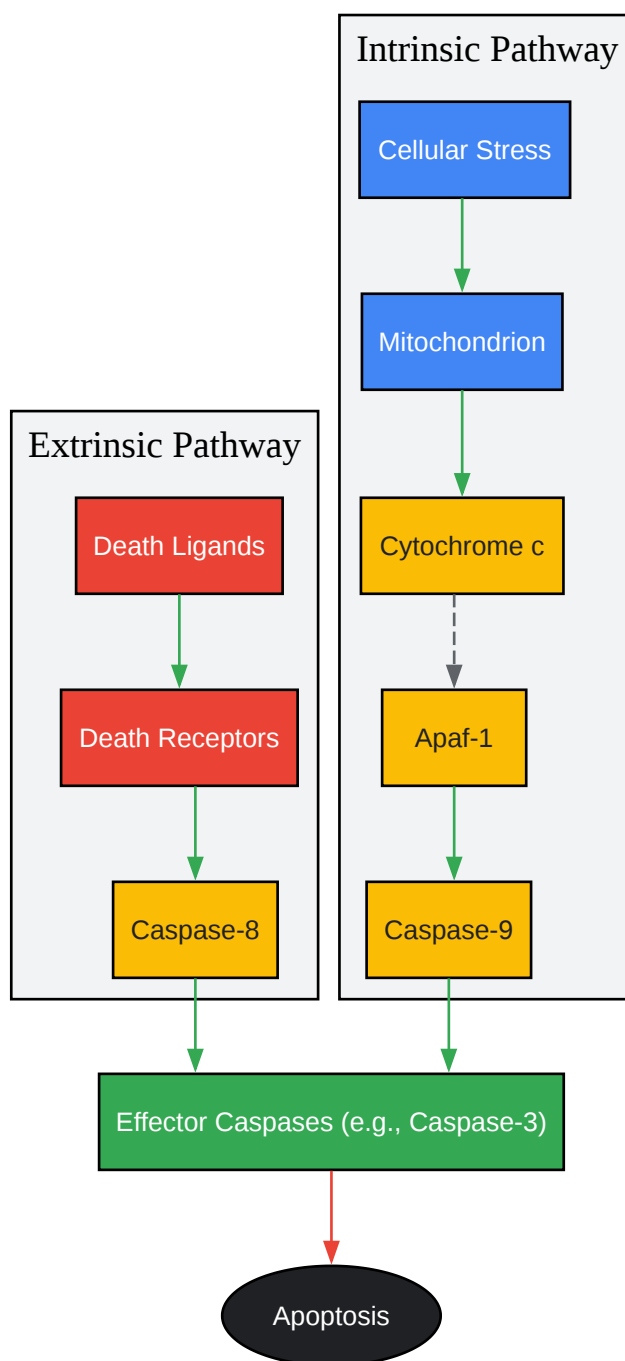 Intrinsic Pathway
Cellular Stress
Mitochondrion
Extrinsic Pathway
Death Ligands
Cytochrome c
Death Receptors
Apaf-1
Caspase-8
Caspase-9
Effector Caspases (e.g., Caspase-3)
Apoptosis